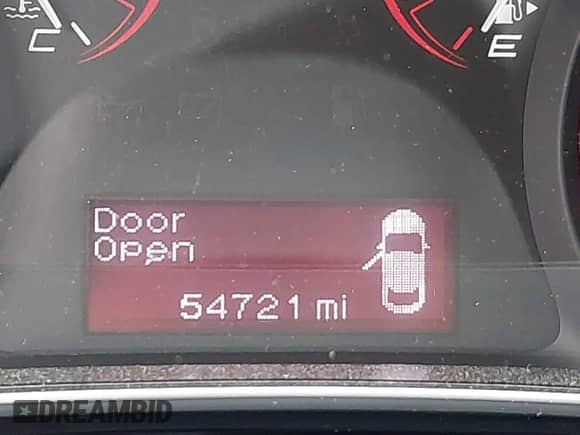 C
E
Door
Open
54721 mi
DREAMBID